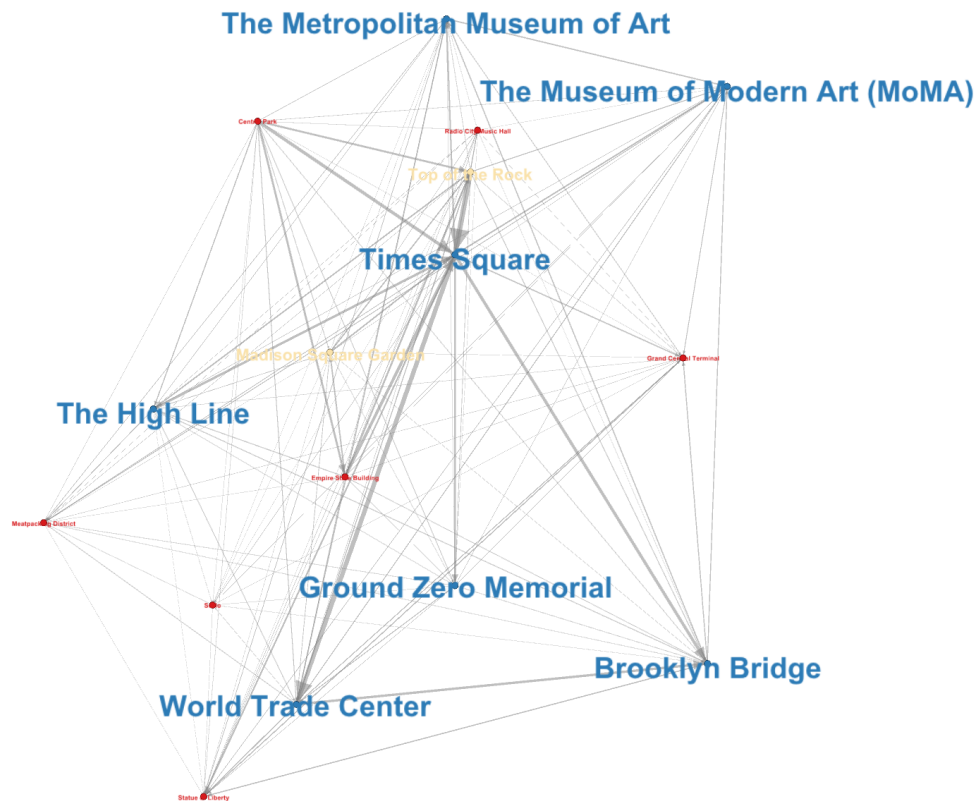 The Metropolitan Museum of Art
The Museum of Modern Art (MoMA)
Central Park
Radio City Music Hall
Top of the Rock
Times Square
Madison Square Garden
Grand Central Terminal
The High Line
Empire State Building
Meatpacking District
Ground Zero Memorial
Soho
Brooklyn Bridge
World Trade Center
Statue of Liberty